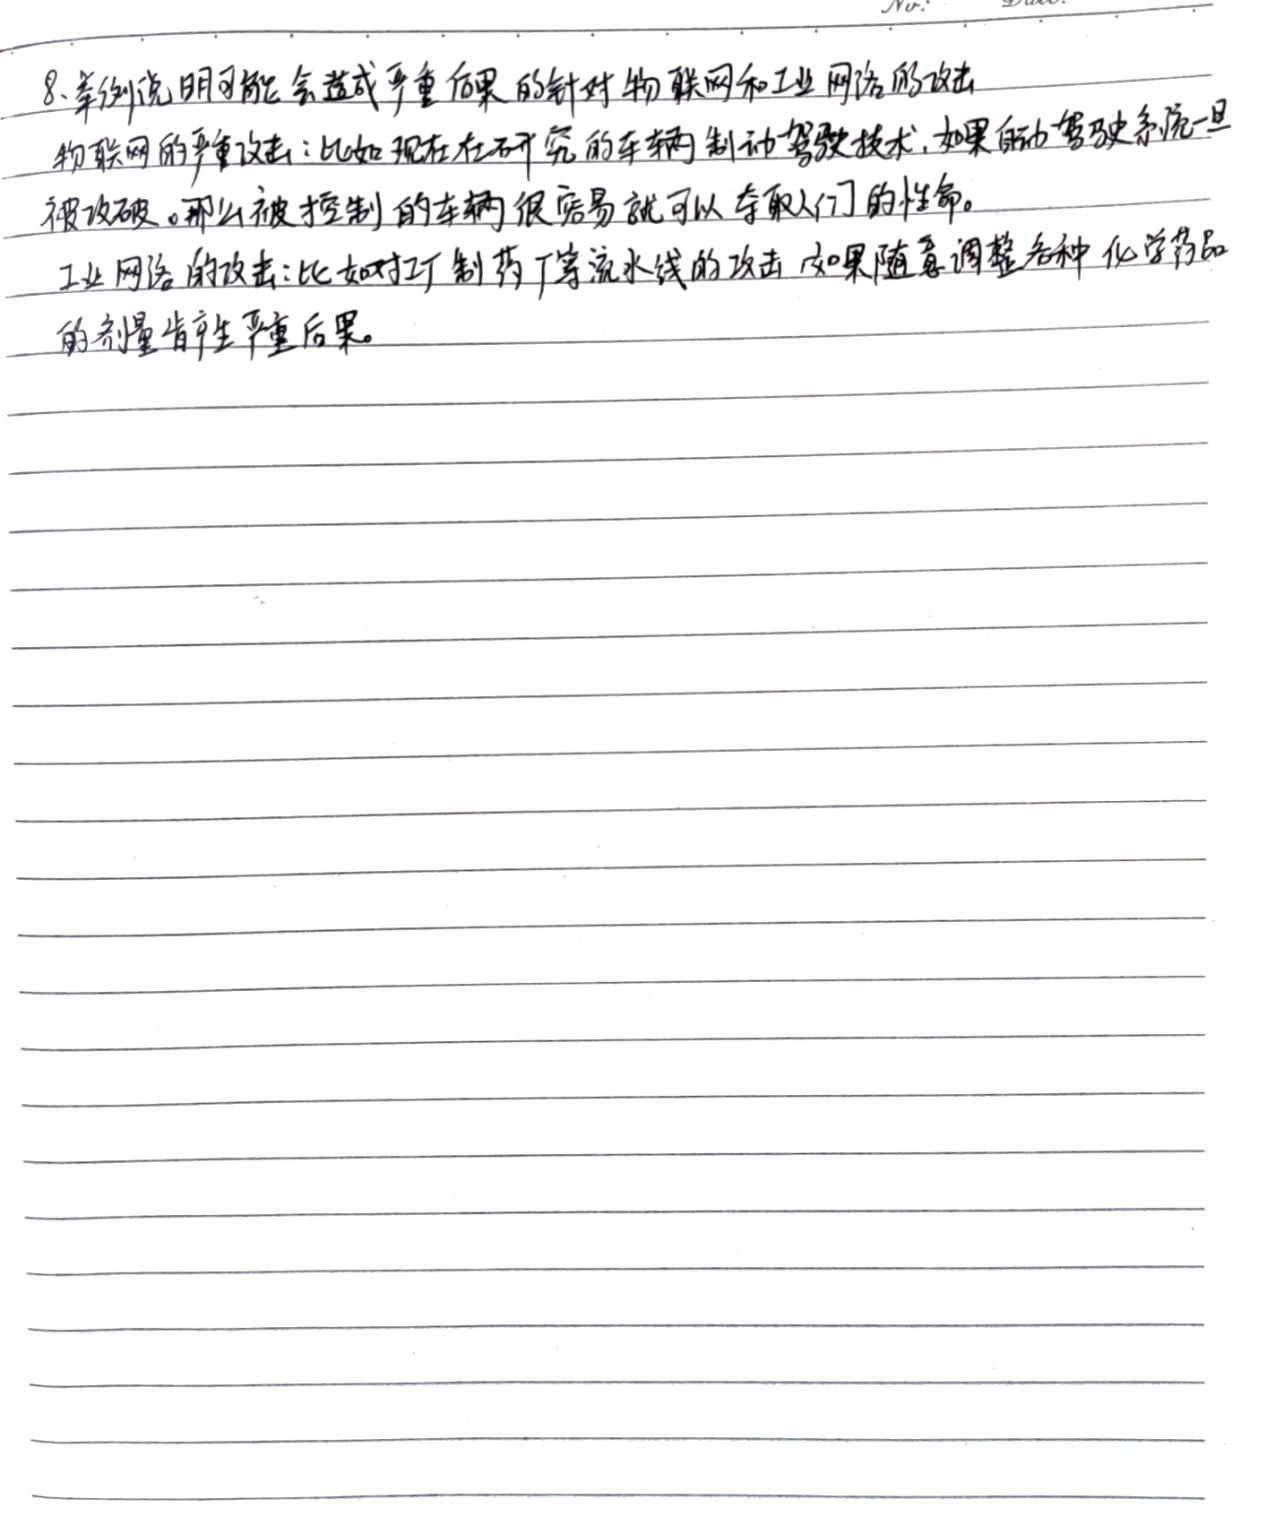 No: Date:
8、举例说明可能会造成严重后果的针对物联网和工业网络的攻击
物联网的严重攻击：比如现在在研究的车辆制动驾驶技术，如果自动驾驶系统一旦
被攻破。那么被控制的车辆很容易就可以夺取人们的性命。
工业网络的攻击：比如对工厂制药厂等流水线的攻击 如果随意调整各种化学药品
的剂量皆产生严重后果。